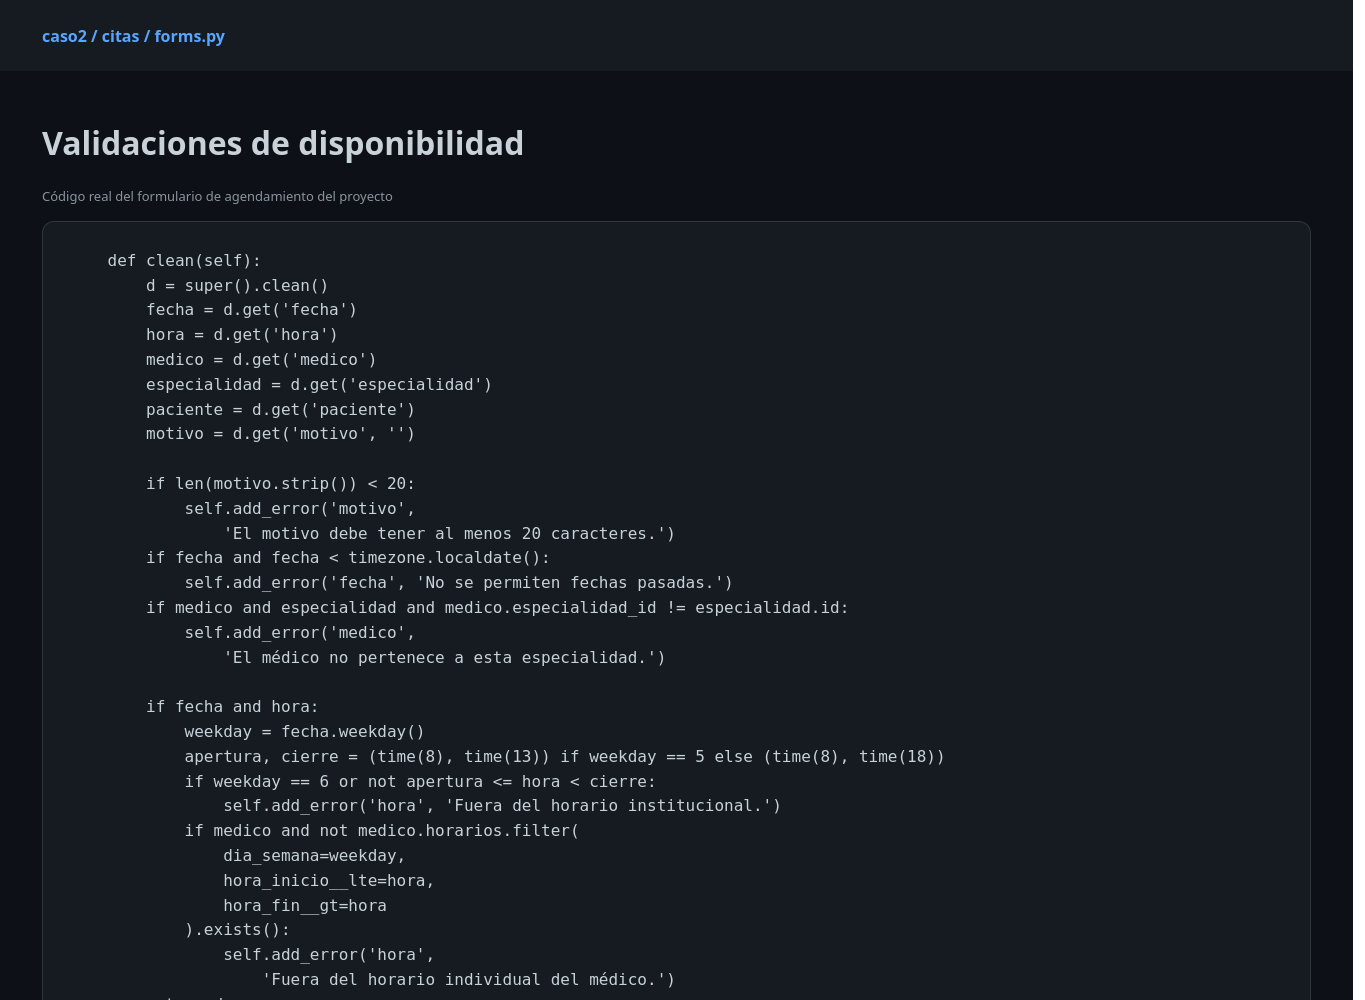 caso2 / citas / forms.py
Validaciones de disponibilidad
Código real del formulario de agendamiento del proyecto
def clean(self):
    d = super().clean()
    fecha = d.get('fecha')
    hora = d.get('hora')
    medico = d.get('medico')
    especialidad = d.get('especialidad')
    paciente = d.get('paciente')
    motivo = d.get('motivo', '')

    if len(motivo.strip()) < 20:
        self.add_error('motivo',
            'El motivo debe tener al menos 20 caracteres.')
    if fecha and fecha < timezone.localdate():
        self.add_error('fecha', 'No se permiten fechas pasadas.')
    if medico and especialidad and medico.especialidad_id != especialidad.id:
        self.add_error('medico',
            'El médico no pertenece a esta especialidad.')

    if fecha and hora:
        weekday = fecha.weekday()
        apertura, cierre = (time(8), time(13)) if weekday == 5 else (time(8), time(18))
        if weekday == 6 or not apertura <= hora < cierre:
            self.add_error('hora', 'Fuera del horario institucional.')
        if medico and not medico.horarios.filter(
            dia_semana=weekday,
            hora_inicio__lte=hora,
            hora_fin__gt=hora
        ).exists():
            self.add_error('hora',
                'Fuera del horario individual del médico.')